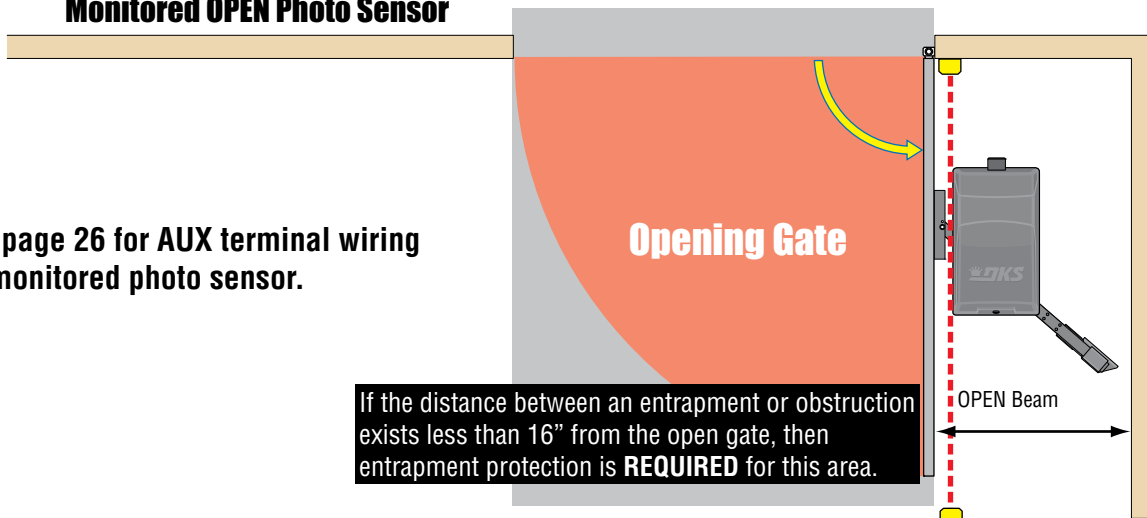 Monitored OPEN Photo Sensor
page 26 for AUX terminal wiring
monitored photo sensor.
Opening Gate
DKS
If the distance between an entrapment or obstruction
exists less than 16” from the open gate, then
entrapment protection is REQUIRED for this area.
OPEN Beam